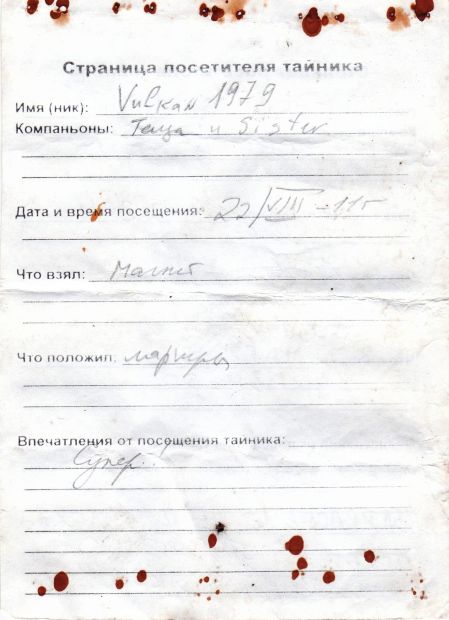 Страница посетителя тайника
Имя (ник): Vulkan 1979
Компаньоны: Теща и Sister
Дата и время посещения: 22/VIII-11г
Что взял: Магнит
Что положил: маркеры
Впечатления от посещения тайника:
Супер.